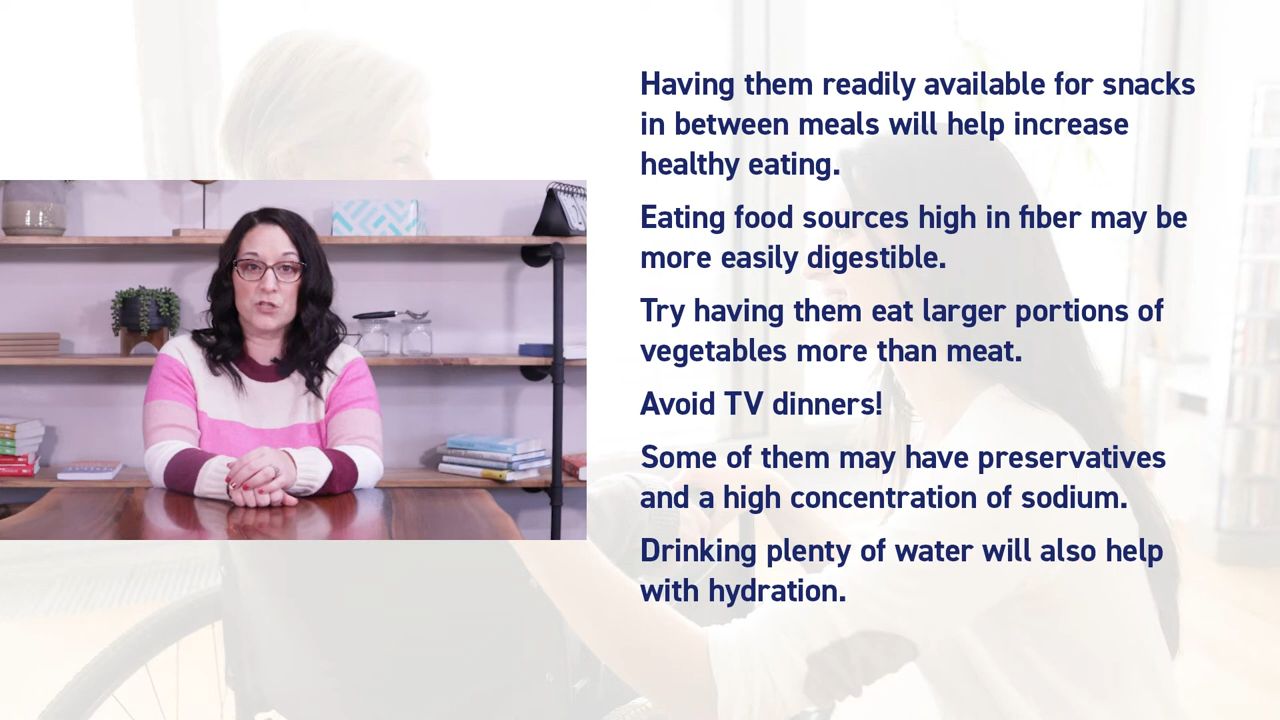 Having them readily available for snacks
in between meals will help increase
healthy eating.
Eating food sources high in fiber may be
more easily digestible.
Try having them eat larger portions of
vegetables more than meat.
Avoid TV dinners!
Some of them may have preservatives
and a high concentration of sodium.
Drinking plenty of water will also help
with hydration.